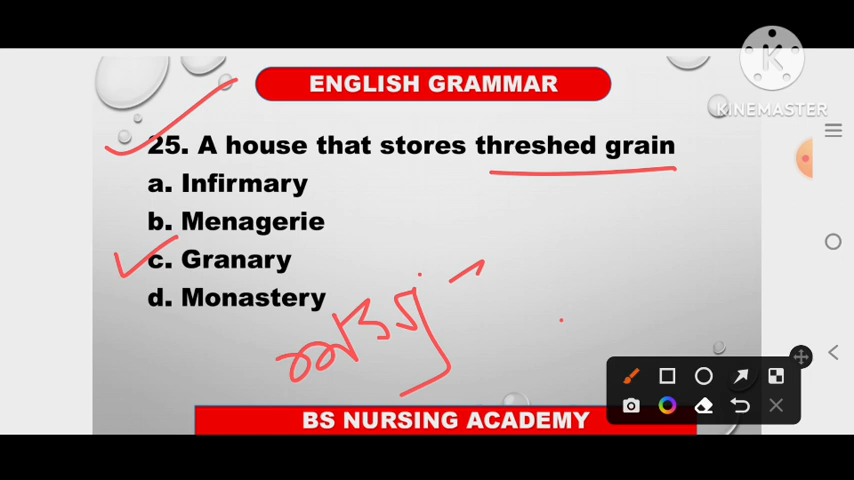 KINEMASTER
ENGLISH GRAMMAR
25. A house that stores threshed grain
a. Infirmary
b. Menagerie
c. Granary
d. Monastery
BS NURSING ACADEMY